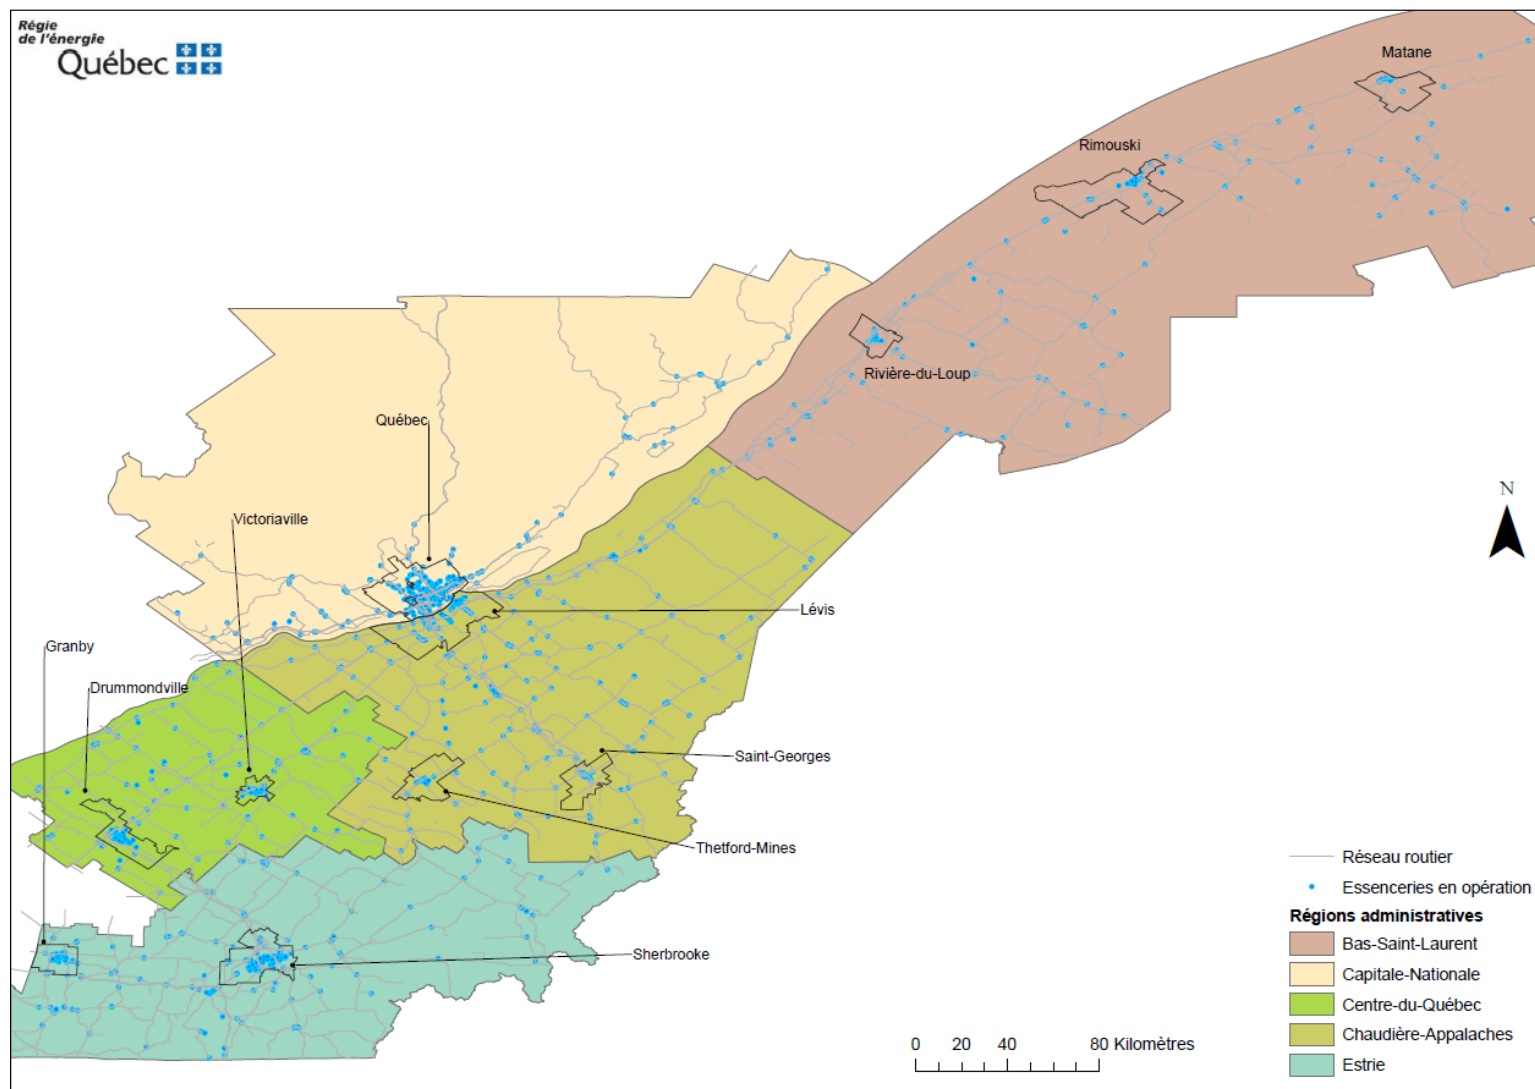 Régie
de l'énergie
Québec
Matane
Rimouski
Rivière-du-Loup
Québec
Victoriaville
N
Lévis
Granby
Drummondville
Saint-Georges
Thetford-Mines
Sherbrooke
Réseau routier
Essenceries en opération
Régions administratives
Bas-Saint-Laurent
Capitale-Nationale
Centre-du-Québec
Chaudière-Appalaches
Estrie
0 20 40 80 Kilomètres